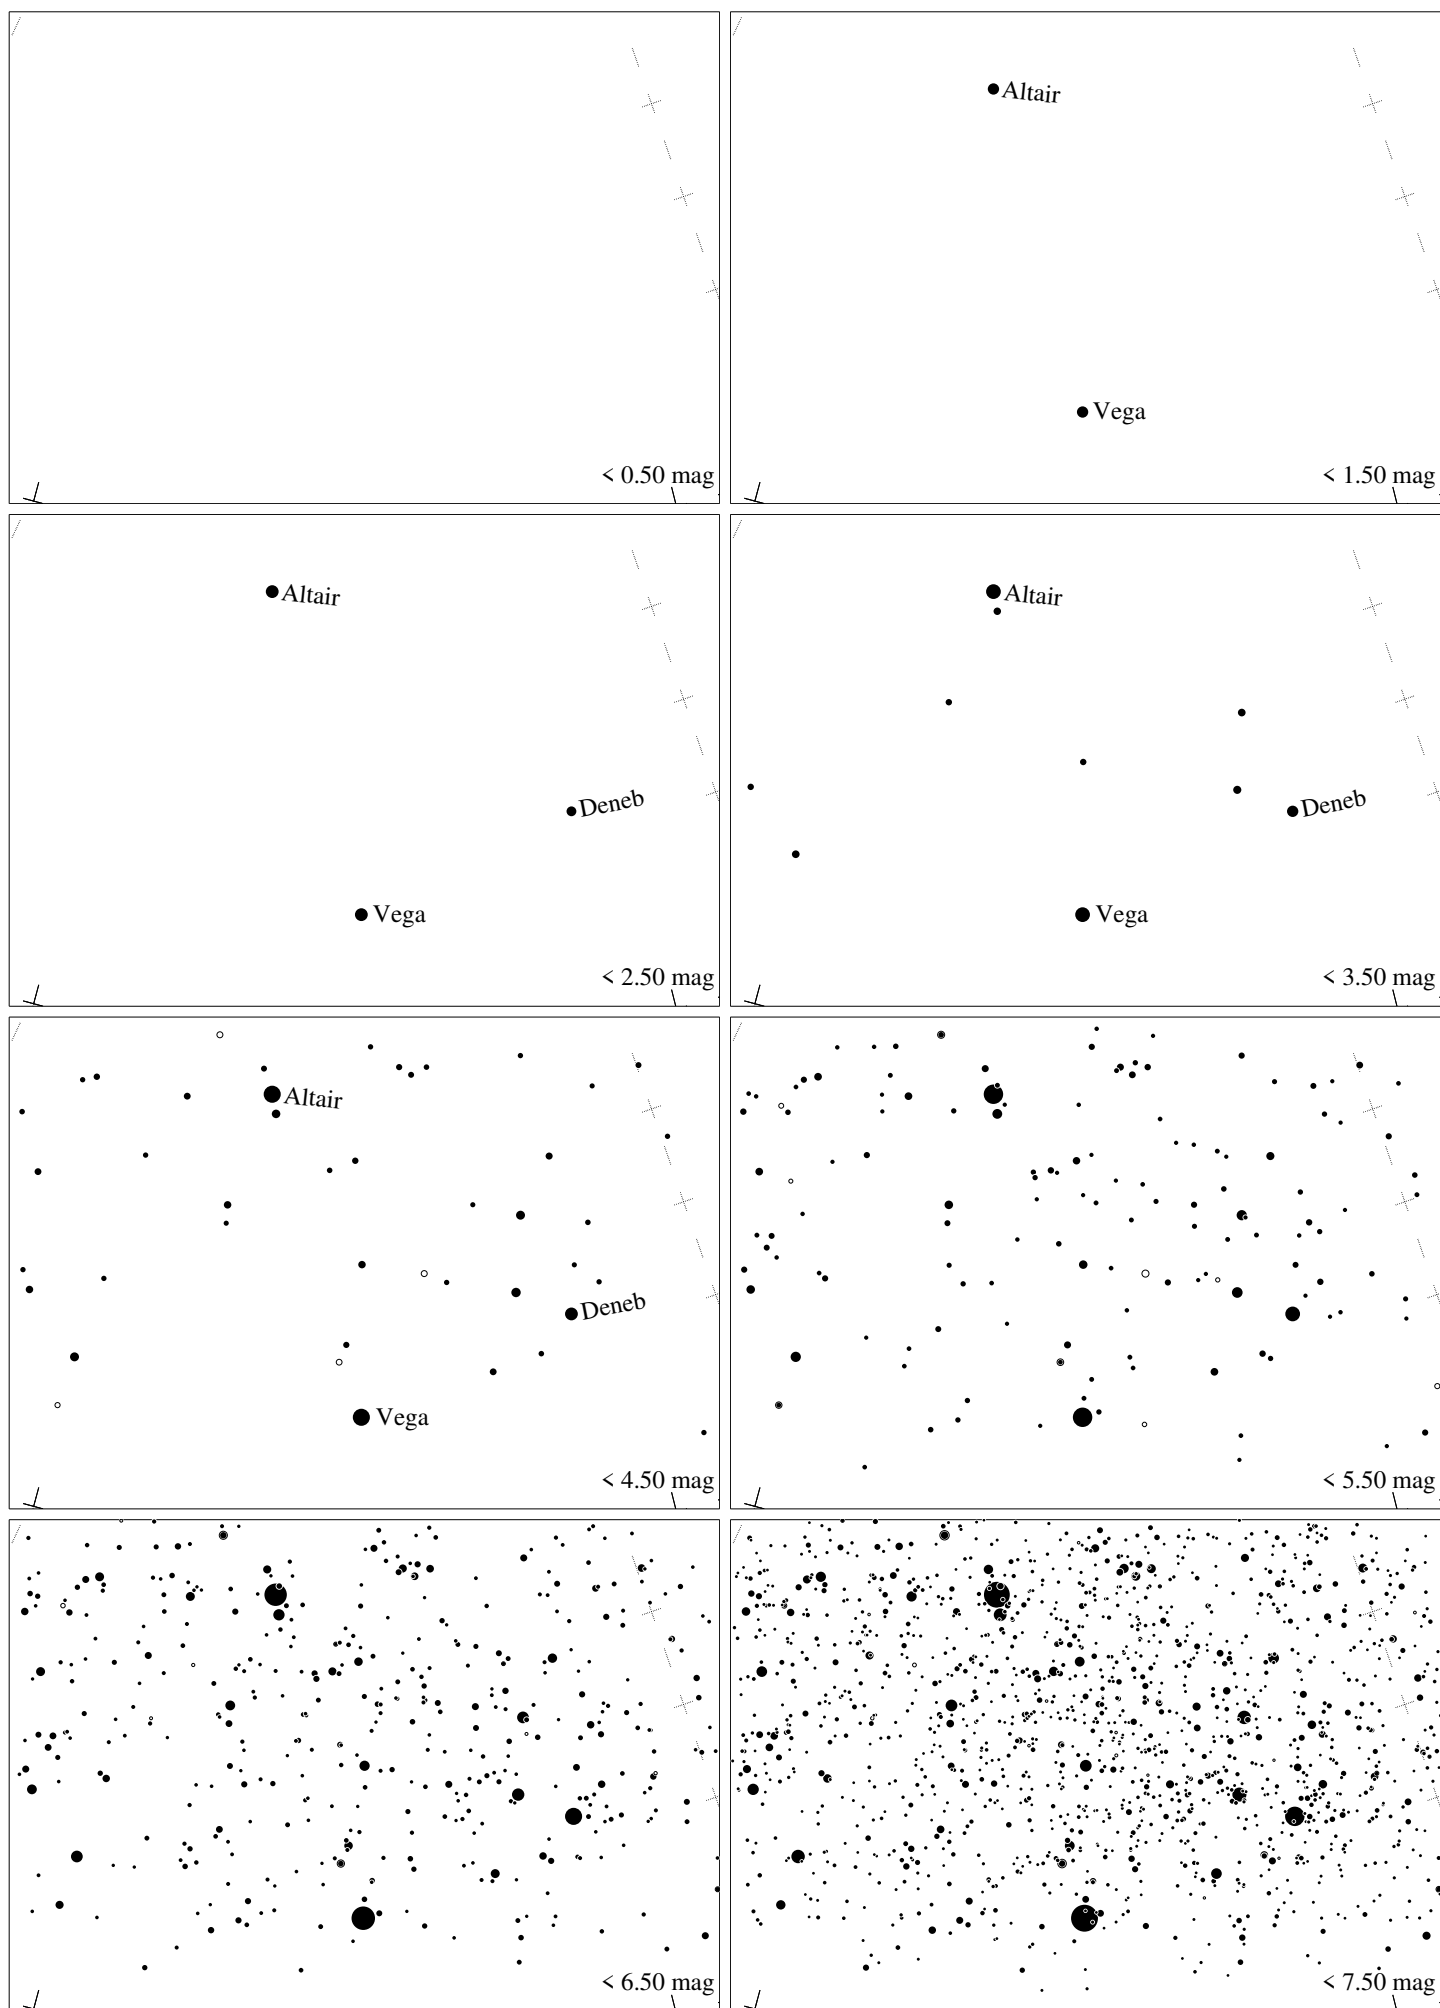 < 0.50 mag
Altair
Vega
< 1.50 mag
Altair
Deneb
Vega
< 2.50 mag
Altair
Deneb
Vega
< 3.50 mag
Altair
Deneb
Vega
< 4.50 mag
< 5.50 mag
< 6.50 mag
< 7.50 mag